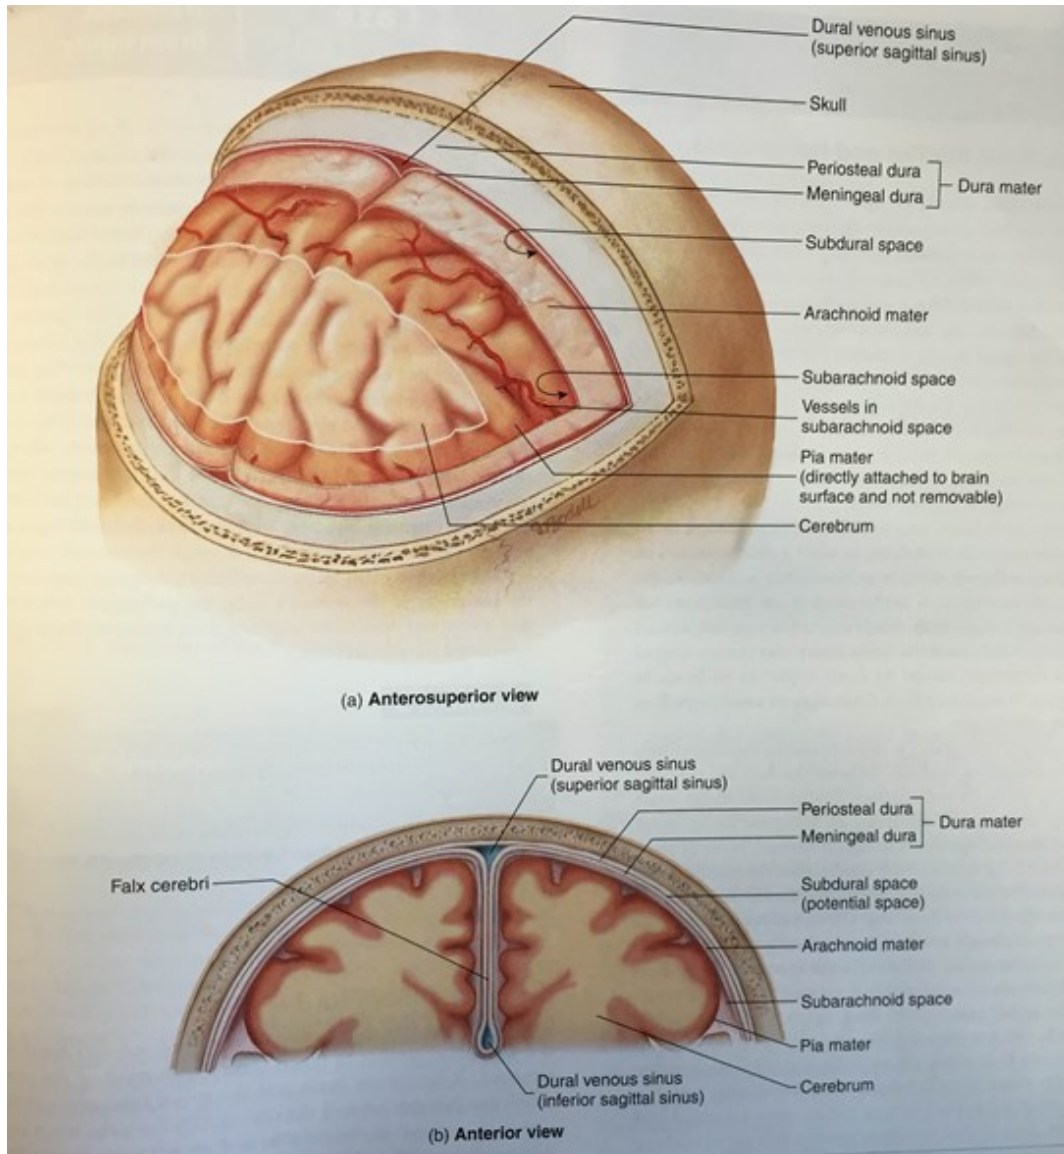 Dural venous sinus
(superior sagittal sinus)
Skull
Periosteal dura
Dura mater
Meningeal dura
Subdural space
Arachnoid mater
Subarachnoid space
Vessels in
subarachnoid space
Pia mater
(directly attached to brain
surface and not removable)
Cerebrum
(a) Anterosuperior view
Dural venous sinus
(superior sagittal sinus)
Periosteal dura
Dura mater
Meningeal dura
Falx cerebri
Subdural space
(potential space)
Arachnoid mater
Subarachnoid space
Pia mater
Cerebrum
Dural venous sinus
(inferior sagittal sinus)
(b) Anterior view